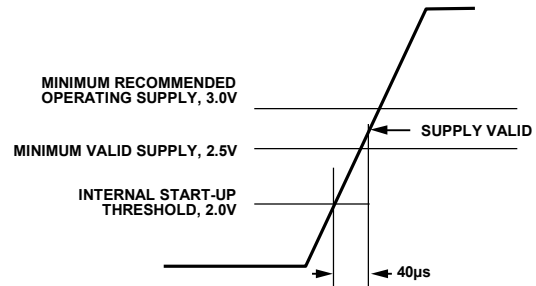 MINIMUM RECOMMENDED
OPERATING SUPPLY, 3.0V
SUPPLY VALID
MINIMUM VALID SUPPLY, 2.5V
INTERNAL START-UP
THRESHOLD, 2.0V
40µs